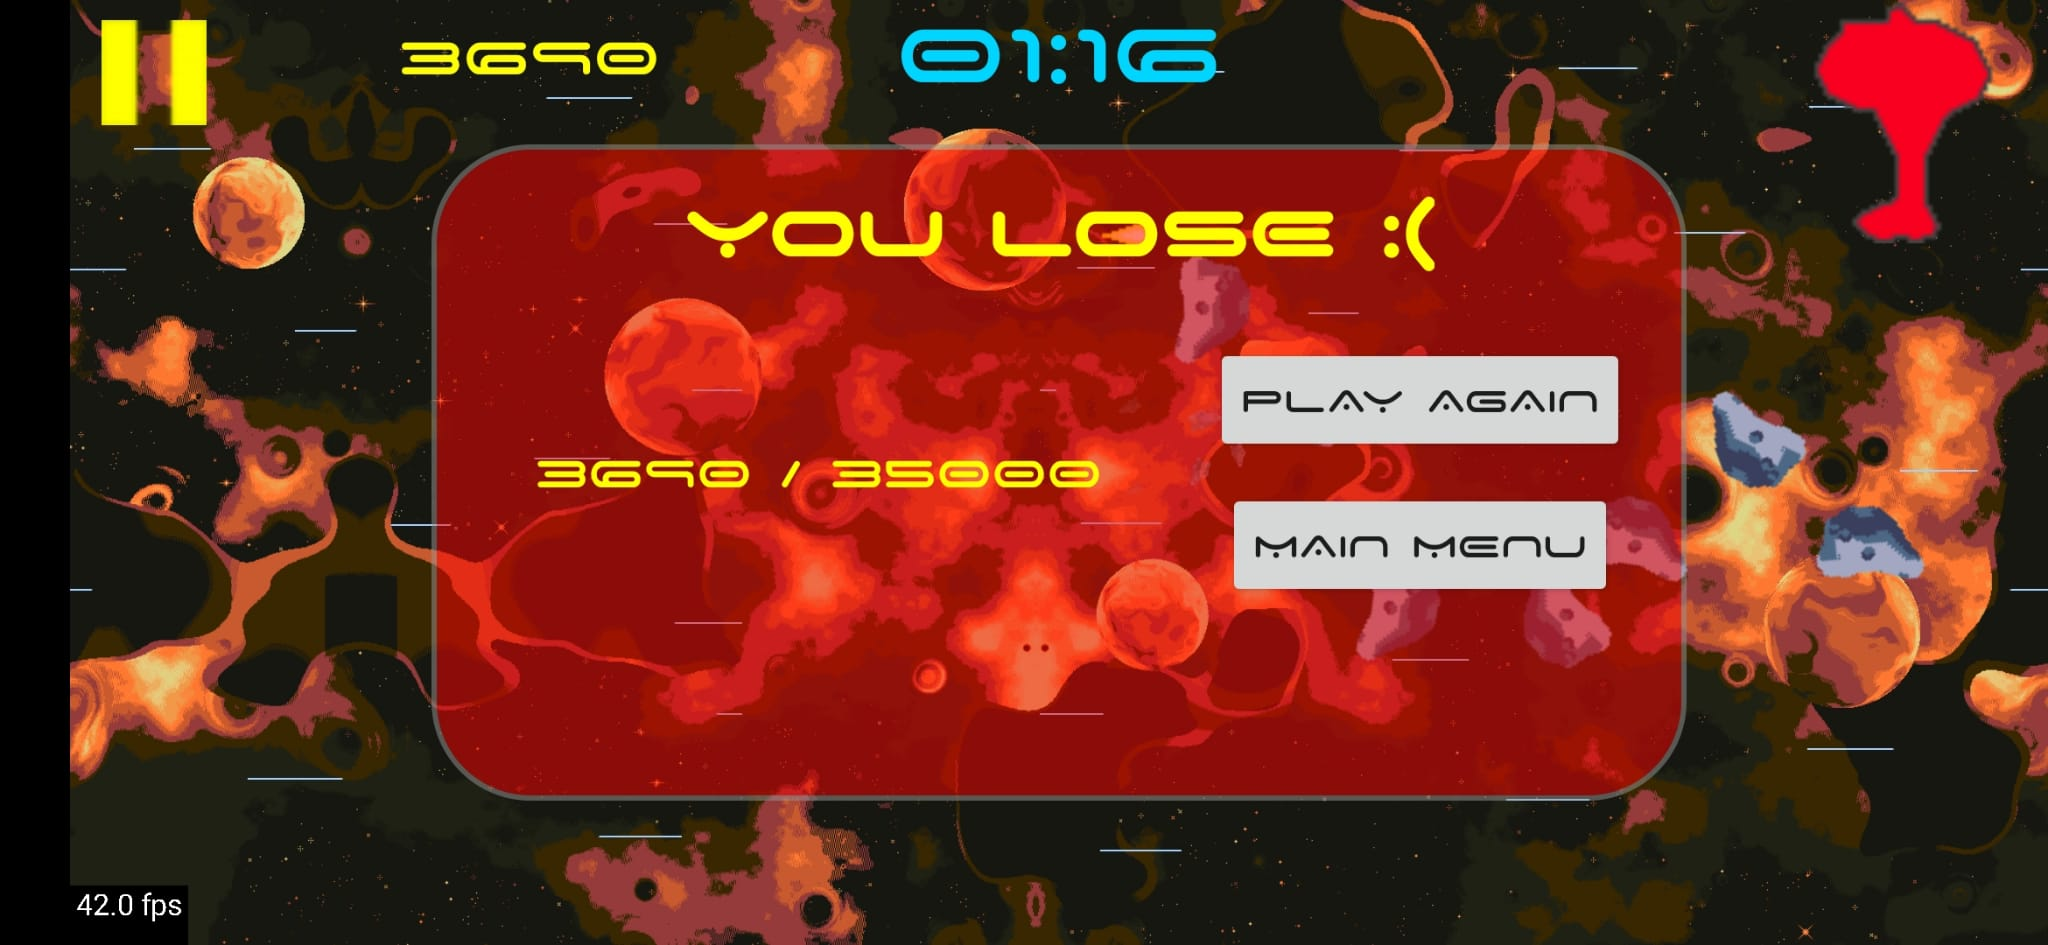 3690
01:16
YOU LOSE :(
PLAY AGAIN
3690 / 35000
MAIN MENU
42.0 fps